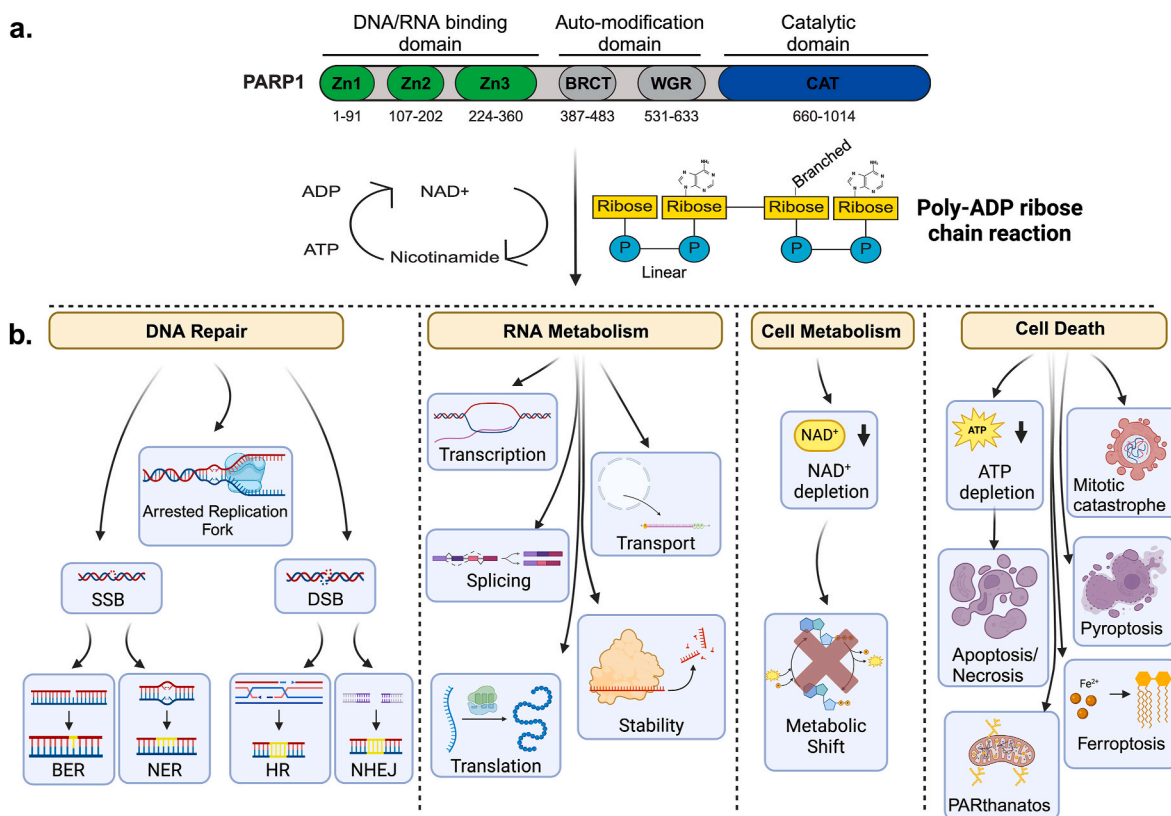 a.
DNA/RNA binding
domain
Auto-modification
domain
Catalytic
domain
PARP1
Zn1
Zn2
Zn3
BRCT
WGR
CAT
1-91
107-202
224-360
387-483
531-633
660-1014
ADP
NAD+
ATP
Nicotinamide
Branched
NH₂
N
N
N
N
NH₂
N
N
N
N
Ribose
Ribose
Ribose
Ribose
P
P
P
P
Linear
Poly-ADP ribose
chain reaction
b.
DNA Repair
Arrested Replication
Fork
SSB
DSB
BER
NER
HR
NHEJ
RNA Metabolism
Transcription
Transport
Splicing
Stability
Translation
Cell Metabolism
NAD⁺
NAD⁺
depletion
Metabolic
Shift
Cell Death
ATP
ATP
depletion
Mitotic
catastrophe
Apoptosis/
Necrosis
Pyroptosis
Fe²⁺
Ferroptosis
PARthanatos